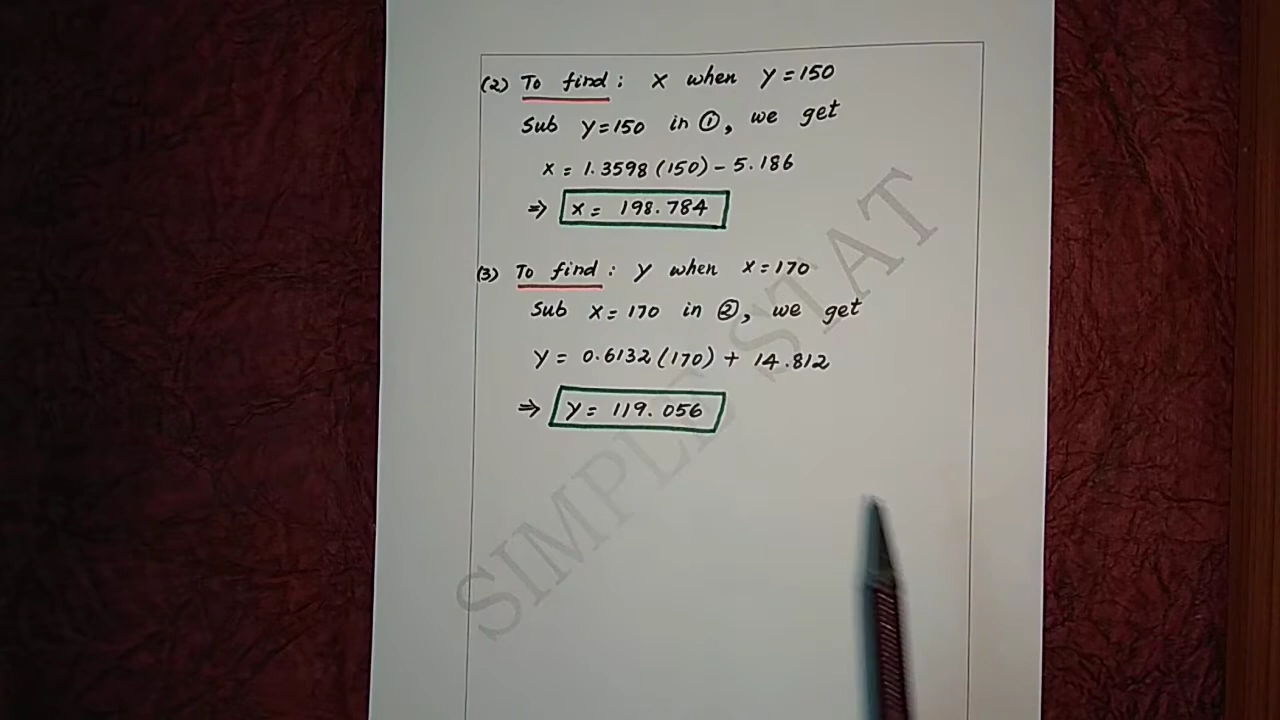 (2) To find : X when Y = 150
Sub Y = 150 in ①, we get
X = 1.3598 (150) - 5.186
⇒ X = 198.784
(3) To find : Y when X = 170
Sub X = 170 in ②, we get
Y = 0.6132 (170) + 14.812
⇒ Y = 119.056
SIMPLE STAT